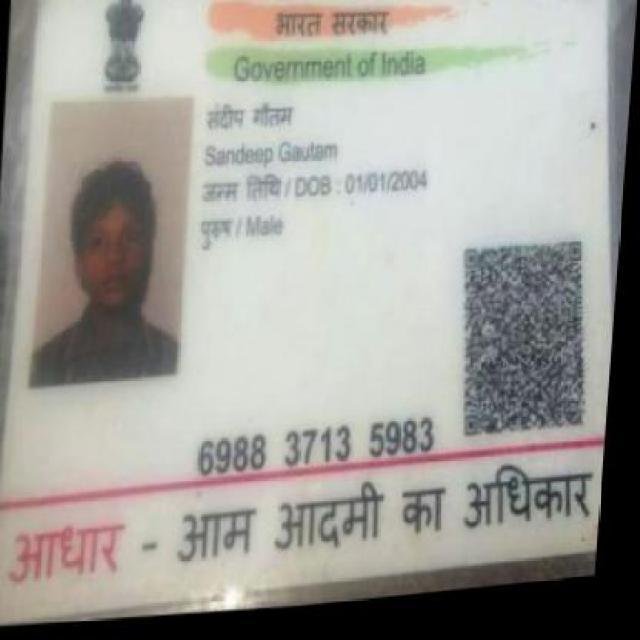 भारत सरकार
Government of India
संदीप गौतम
Sandeep Gautam
जन्म तिथि / DOB : 01/01/2004
पुरुष / Male
6988 3713 5983
आधार - आम आदमी का अधिकार